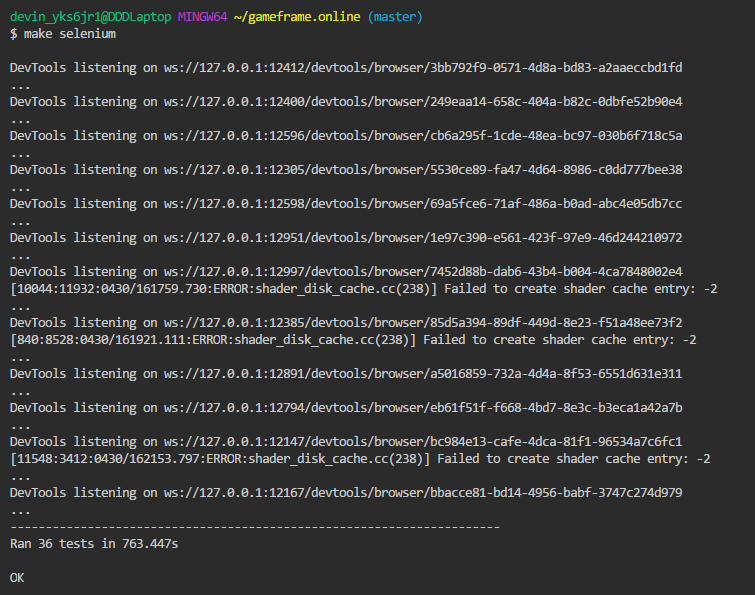 devin_yks6jr1@DDDLaptop MINGW64 ~/gameframe.online (master)
$ make selenium
DevTools listening on ws://127.0.0.1:12412/devtools/browser/3bb792f9-0571-4d8a-bd83-a2aaeccbd1fd
...
DevTools listening on ws://127.0.0.1:12400/devtools/browser/249eaa14-658c-404a-b82c-0dbfe52b90e4
...
DevTools listening on ws://127.0.0.1:12596/devtools/browser/cb6a295f-1cde-48ea-bc97-030b6f718c5a
...
DevTools listening on ws://127.0.0.1:12305/devtools/browser/5530ce89-fa47-4d64-8986-c0dd777bee38
...
DevTools listening on ws://127.0.0.1:12598/devtools/browser/69a5fce6-71af-486a-b0ad-abc4e05db7cc
...
DevTools listening on ws://127.0.0.1:12951/devtools/browser/1e97c390-e561-423f-97e9-46d244210972
...
DevTools listening on ws://127.0.0.1:12997/devtools/browser/7452d88b-dab6-43b4-b004-4ca7848002e4
[10044:11932:0430/161759.730:ERROR:shader_disk_cache.cc(238)] Failed to create shader cache entry: -2
...
DevTools listening on ws://127.0.0.1:12385/devtools/browser/85d5a394-89df-449d-8e23-f51a48ee73f2
[840:8528:0430/161921.111:ERROR:shader_disk_cache.cc(238)] Failed to create shader cache entry: -2
...
DevTools listening on ws://127.0.0.1:12891/devtools/browser/a5016859-732a-4d4a-8f53-6551d631e311
...
DevTools listening on ws://127.0.0.1:12794/devtools/browser/eb61f51f-f668-4bd7-8e3c-b3eca1a42a7b
...
DevTools listening on ws://127.0.0.1:12147/devtools/browser/bc984e13-cafe-4dca-81f1-96534a7c6fc1
[11548:3412:0430/162153.797:ERROR:shader_disk_cache.cc(238)] Failed to create shader cache entry: -2
...
DevTools listening on ws://127.0.0.1:12167/devtools/browser/bbacce81-bd14-4956-babf-3747c274d979
...
----------------------------------------------------------------------
Ran 36 tests in 763.447s
OK